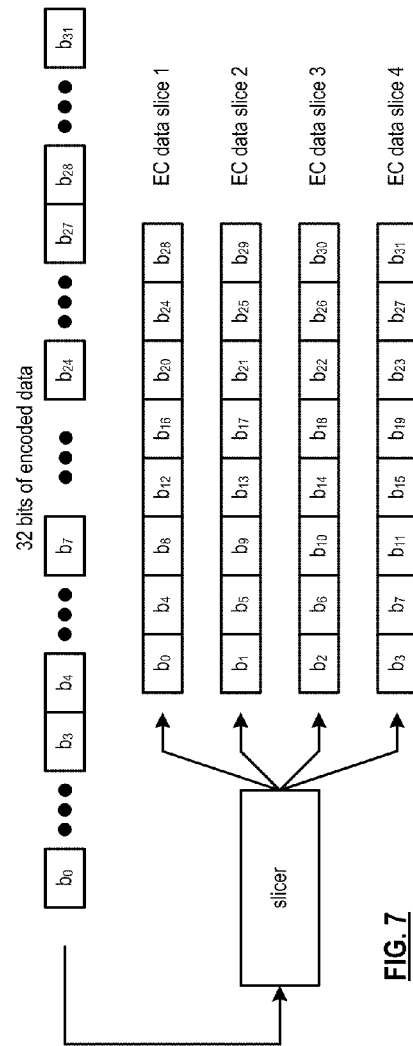 32 bits of encoded data
b0 ••• b3 b4 ••• b7 ••• b24 ••• b27 b28 ••• b31
slicer
b0 b4 b8 b12 b16 b20 b24 b28 EC data slice 1
b1 b5 b9 b13 b17 b21 b25 b29 EC data slice 2
b2 b6 b10 b14 b18 b22 b26 b30 EC data slice 3
b3 b7 b11 b15 b19 b23 b27 b31 EC data slice 4
FIG. 7